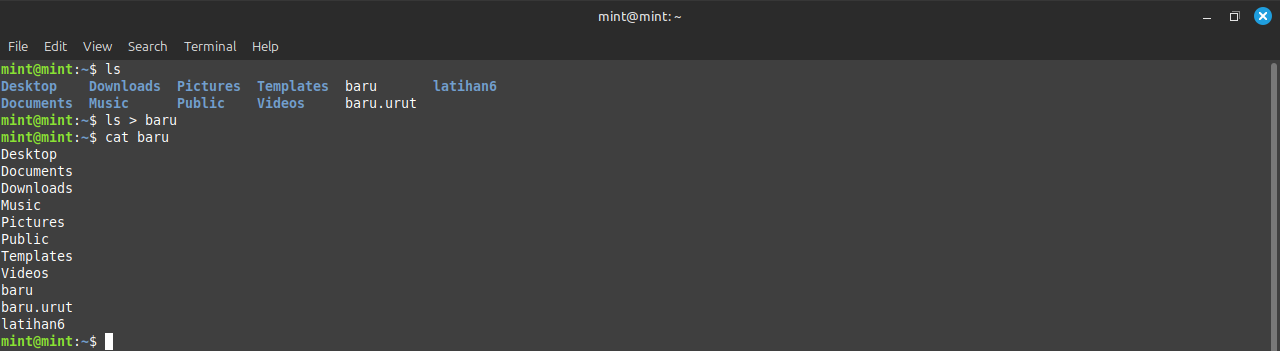 mint@mint:~
File Edit View Search Terminal Help
mint@mint:~$ ls
Desktop Downloads Pictures Templates baru latihan6
Documents Music Public Videos baru.urut
mint@mint:~$ ls > baru
mint@mint:~$ cat baru
Desktop
Documents
Downloads
Music
Pictures
Public
Templates
Videos
baru
baru.urut
latihan6
mint@mint:~$